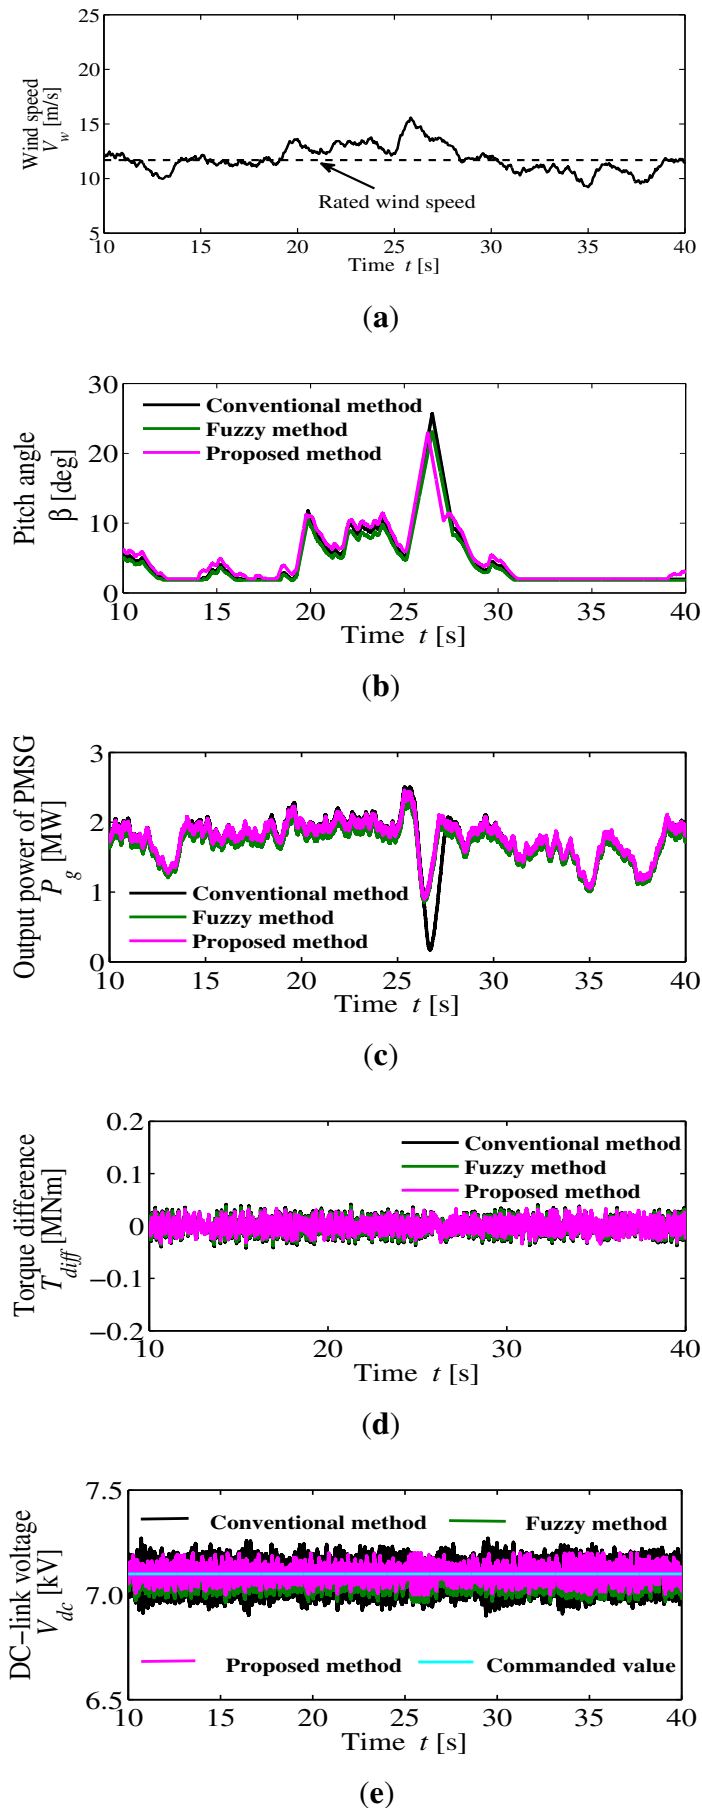 25
20
15
10
5
Wind speed
V_w [m/s]
Rated wind speed
10 15 20 25 30 35 40
Time t [s]
(a)
30
20
10
0
Pitch angle
β [deg]
Conventional method
Fuzzy method
Proposed method
10 15 20 25 30 35 40
Time t [s]
(b)
3
2
1
0
Output power of PMSG
P_g [MW]
Conventional method
Fuzzy method
Proposed method
10 15 20 25 30 35 40
Time t [s]
(c)
0.2
0.1
0
−0.1
−0.2
Torque difference
T_diff [MNm]
Conventional method
Fuzzy method
Proposed method
10 20 30 40
Time t [s]
(d)
7.5
7.0
6.5
DC−link voltage
V_dc [kV]
Conventional method Fuzzy method
Proposed method Commanded value
10 15 20 25 30 35 40
Time t [s]
(e)